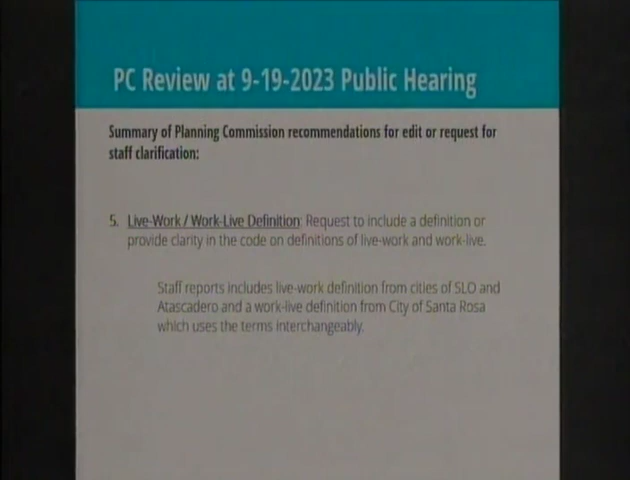 PC Review at 9-19-2023 Public Hearing
Summary of Planning Commission recommendations for edit or request for
staff clarification:
5. Live-Work / Work-Live Definition: Request to include a definition or
provide clarity in the code on definitions of live-work and work-live.
Staff reports includes live-work definition from cities of SLO and
Atascadero and a work-live definition from City of Santa Rosa
which uses the terms interchangeably.